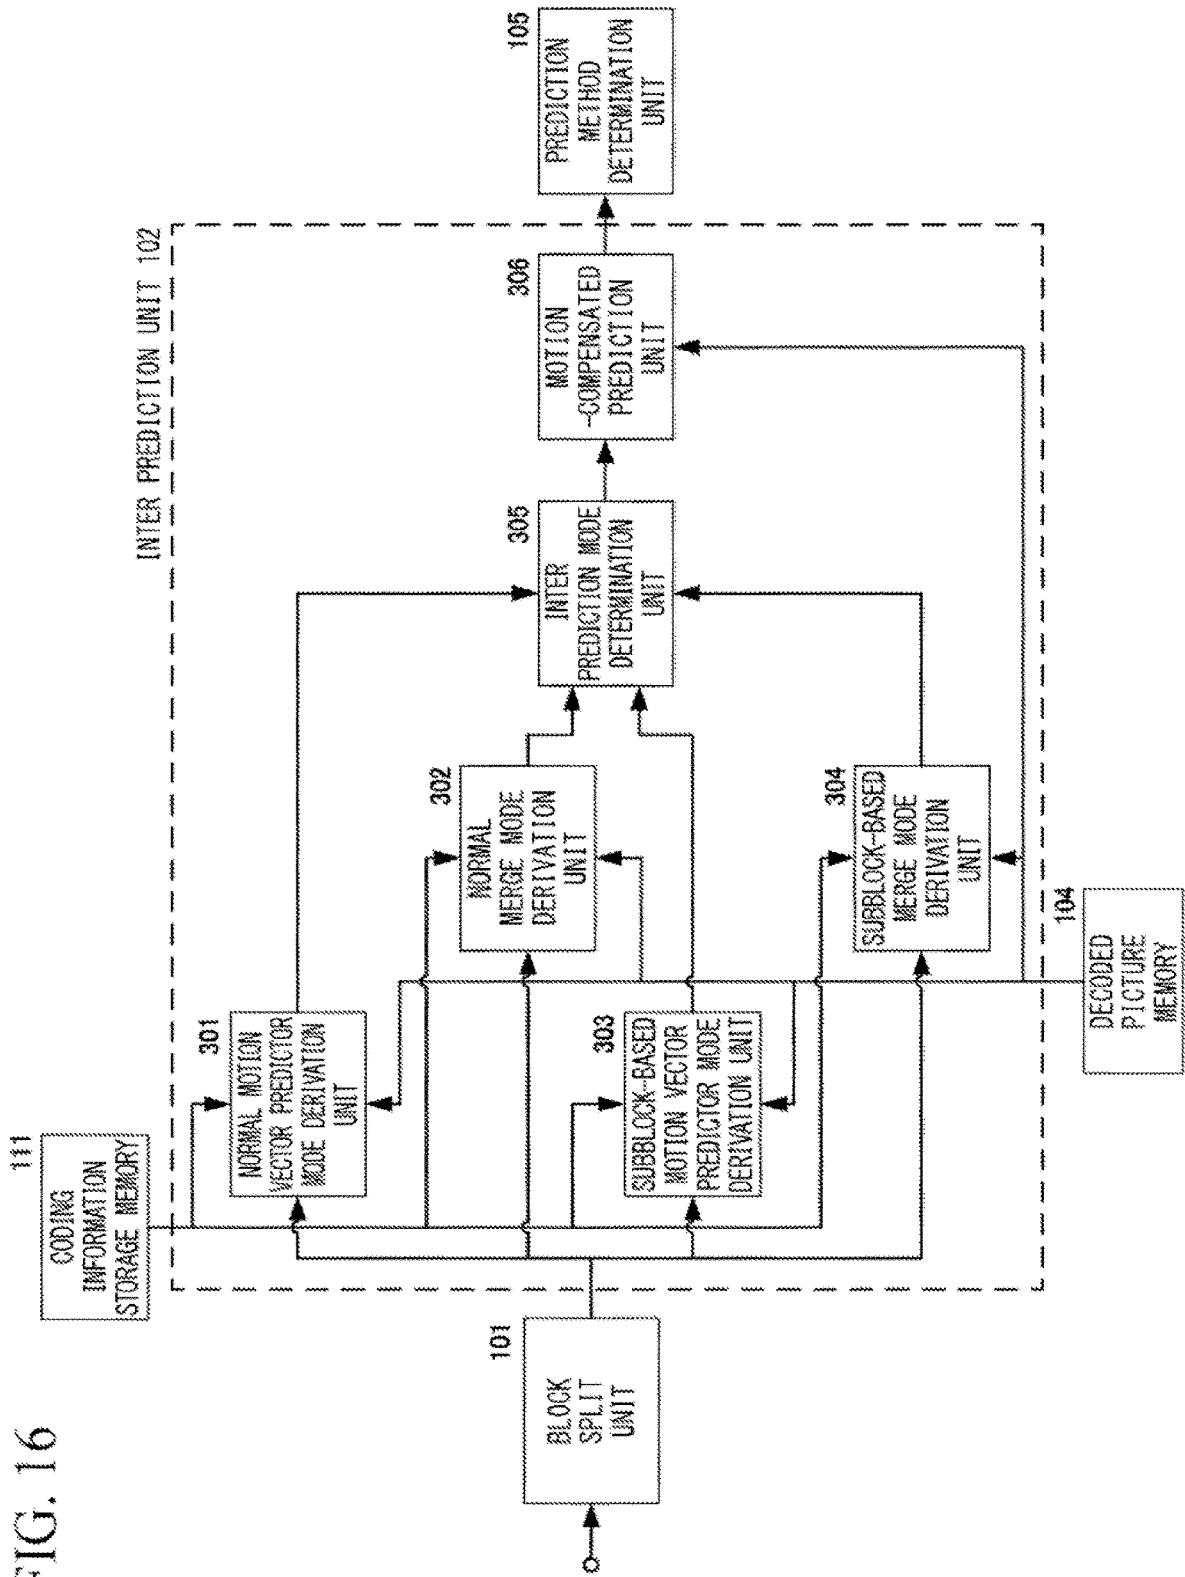 FIG. 16
INTER PREDICTION UNIT 102
111
CODING
INFORMATION
STORAGE MEMORY
101
BLOCK
SPLIT
UNIT
301
NORMAL MOTION
VECTOR PREDICTOR
MODE DERIVATION
UNIT
302
NORMAL
MERGE MODE
DERIVATION
UNIT
303
SUBBLOCK-BASED
MOTION VECTOR
PREDICTOR MODE
DERIVATION UNIT
304
SUBBLOCK-BASED
MERGE MODE
DERIVATION
UNIT
305
INTER
PREDICTION MODE
DETERMINATION
UNIT
306
MOTION
-COMPENSATED
PREDICTION
UNIT
105
PREDICTION
METHOD
DETERMINATION
UNIT
104
DECODED
PICTURE
MEMORY